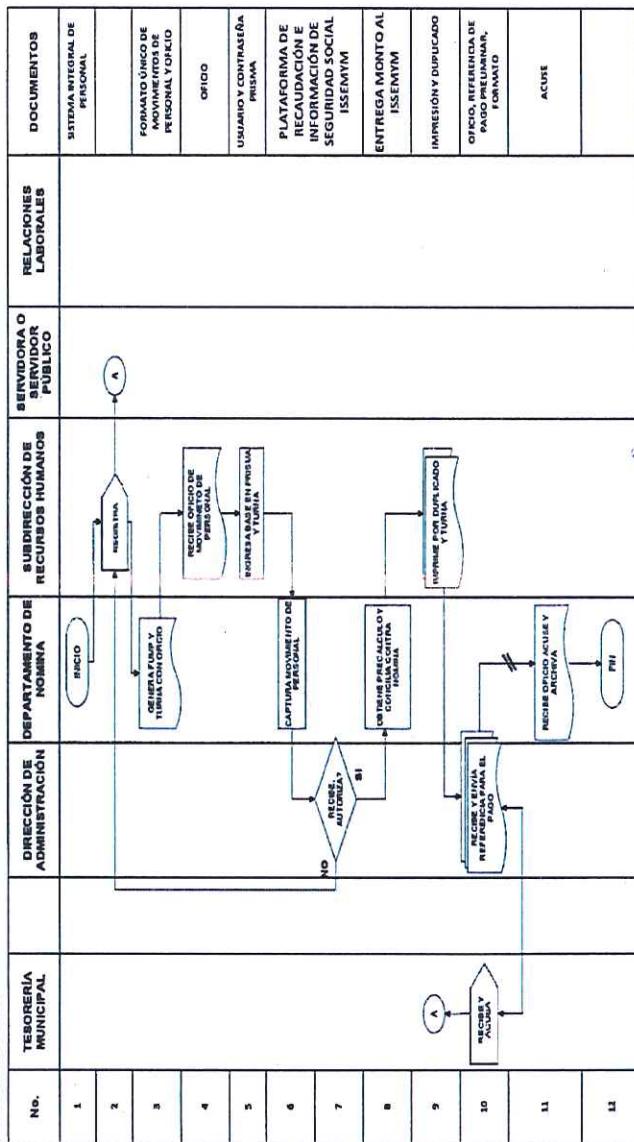 No.
TESORERÍA
MUNICIPAL
DIRECCIÓN DE
ADMINISTRACIÓN
DEPARTAMENTO DE
NOMINA
SUBDIRECCIÓN DE
RECURSOS HUMANOS
SERVIDORA O
SERVIDOR
PÚBLICO
RELACIONES
LABORALES
DOCUMENTOS
1
INICIO
SISTEMA INTEGRAL DE
PERSONAL
2
REGISTRA
A
3
GENERA FUMP Y
TURNA CON OFICIO
FORMATO ÚNICO DE
MOVIMIENTOS DE
PERSONAL Y OFICIO
4
RECIBE OFICIO DE
MOVIMINETO DE
PERSONAL
OFICIO
5
INGRESA BASE EN PRISMA
Y TURNA
USUARIO Y CONTRASEÑA
PRISMA
6
CAPTURA MOVIMIENTO DE
PERSONAL
PLATAFORMA DE
RECAUDACIÓN E
INFORMACIÓN DE
SEGURIDAD SOCIAL
ISSEMYM
7
RECIBE,
AUTORIZA?
NO
SI
8
OBTIENE PRECALCULO Y
CONCILIA CONTRA
NOMINA
ENTREGA MONTO AL
ISSEMYM
9
A
IMPRIME POR DUPLICADO
Y TURNA
IMPRESIÓN Y DUPLICADO
10
RECIBE Y
ACUSA
RECIBE Y ENVÍA
REFERENCIA PARA EL
PAGO
OFICIO, REFERENCIA DE
PAGO PRELIMINAR,
FORMATO
11
RECIBE OFICIO ACUSE Y
ARCHIVA
ACUSE
12
FIN